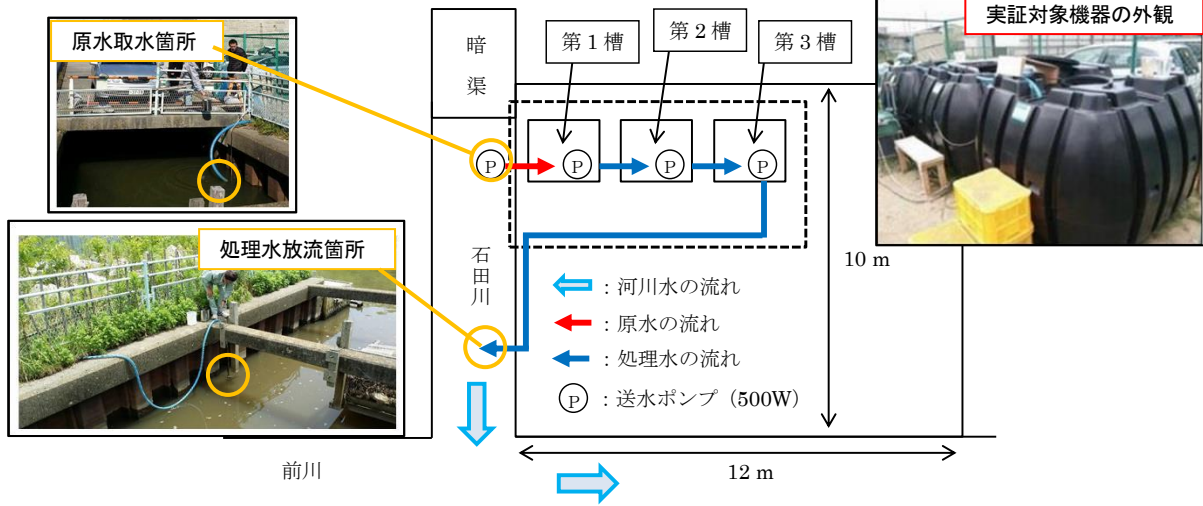 原水取水箇所
暗
渠
第1槽
第2槽
第3槽
実証対象機器の外観
P
P
P
P
処理水放流箇所
石
田
川
10 m
：河川水の流れ
：原水の流れ
：処理水の流れ
P：送水ポンプ（500W）
前川
12 m